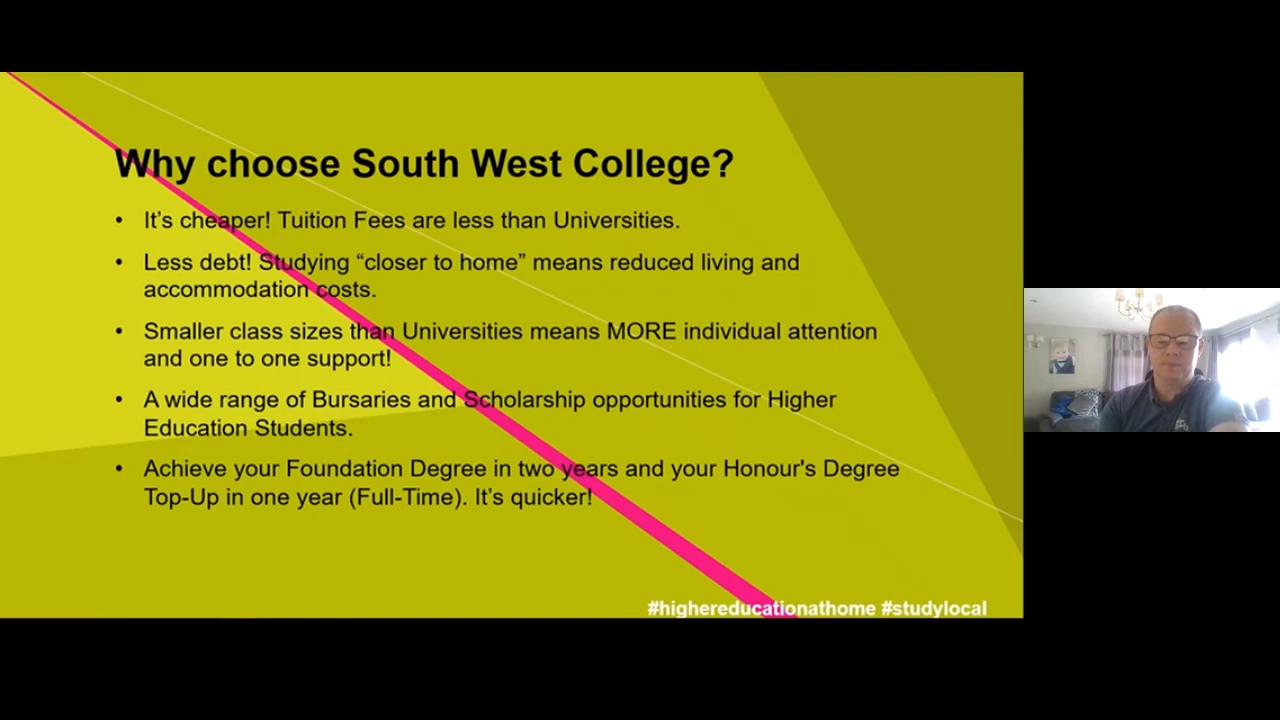 Why choose South West College?
• It’s cheaper! Tuition Fees are less than Universities.
• Less debt! Studying “closer to home” means reduced living and
accommodation costs.
• Smaller class sizes than Universities means MORE individual attention
and one to one support!
• A wide range of Bursaries and Scholarship opportunities for Higher
Education Students.
• Achieve your Foundation Degree in two years and your Honour's Degree
Top-Up in one year (Full-Time). It’s quicker!
#highereducationathome #studylocal